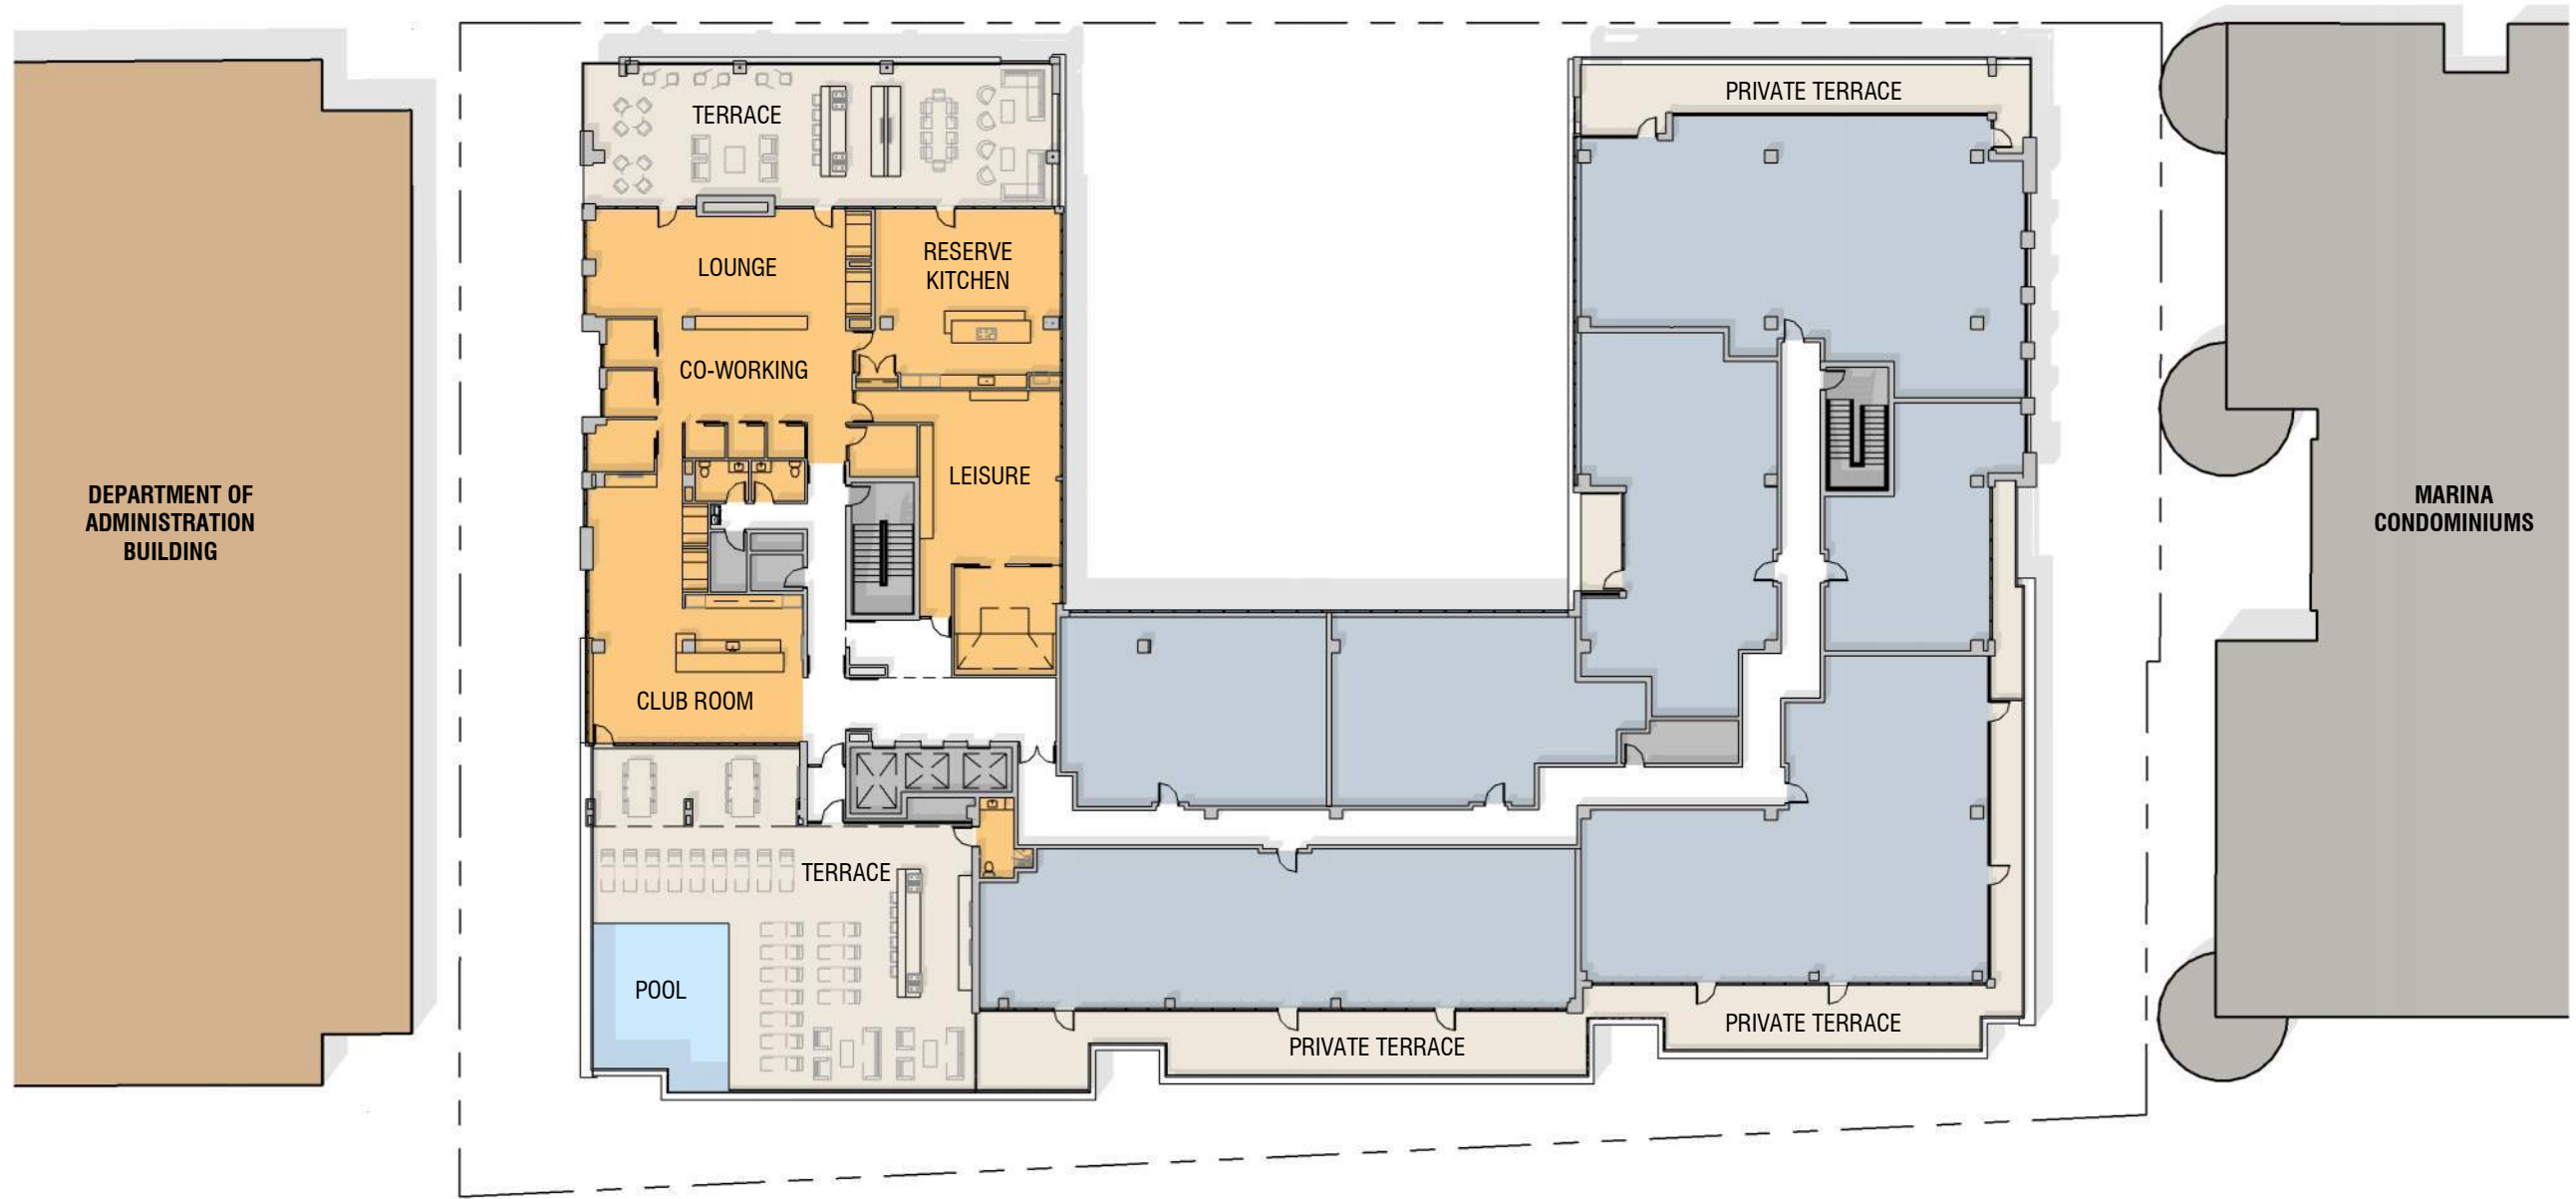 PRIVATE TERRACE
TERRACE
LOUNGE
RESERVE
KITCHEN
CO-WORKING
LEISURE
DEPARTMENT OF
ADMINISTRATION
BUILDING
MARINA
CONDOMINIUMS
CLUB ROOM
TERRACE
POOL
PRIVATE TERRACE
PRIVATE TERRACE